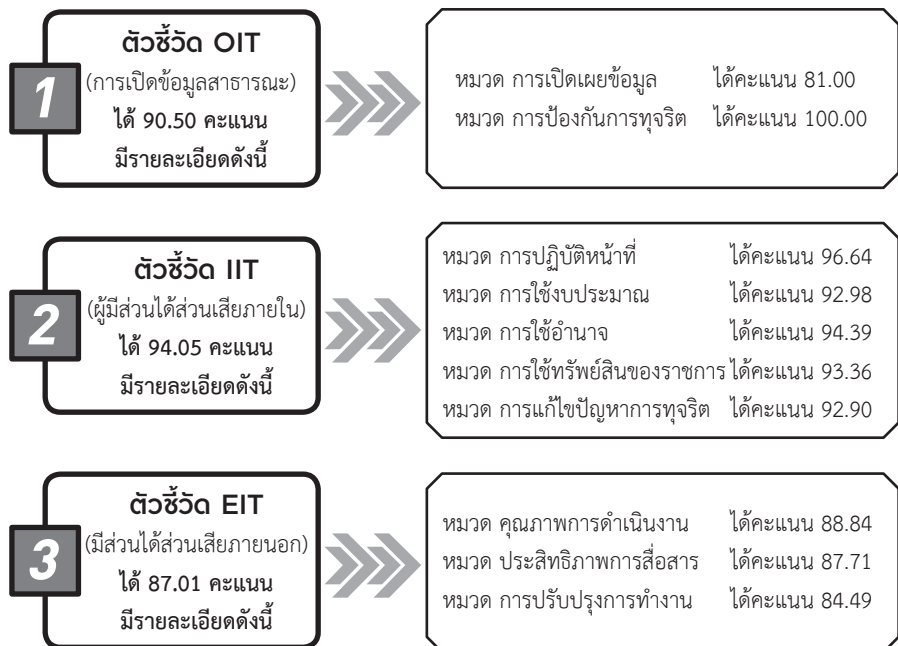 1
ตัวชี้วัด OIT
(การเปิดข้อมูลสาธารณะ)
ได้ 90.50 คะแนน
มีรายละเอียดดังนี้
หมวด การเปิดเผยข้อมูล ได้คะแนน 81.00
หมวด การป้องกันการทุจริต ได้คะแนน 100.00
2
ตัวชี้วัด IIT
(ผู้มีส่วนได้ส่วนเสียภายใน)
ได้ 94.05 คะแนน
มีรายละเอียดดังนี้
หมวด การปฏิบัติหน้าที่ ได้คะแนน 96.64
หมวด การใช้งบประมาณ ได้คะแนน 92.98
หมวด การใช้อำนาจ ได้คะแนน 94.39
หมวด การใช้ทรัพย์สินของราชการ ได้คะแนน 93.36
หมวด การแก้ไขปัญหาการทุจริต ได้คะแนน 92.90
3
ตัวชี้วัด EIT
(มีส่วนได้ส่วนเสียภายนอก)
ได้ 87.01 คะแนน
มีรายละเอียดดังนี้
หมวด คุณภาพการดำเนินงาน ได้คะแนน 88.84
หมวด ประสิทธิภาพการสื่อสาร ได้คะแนน 87.71
หมวด การปรับปรุงการทำงาน ได้คะแนน 84.49